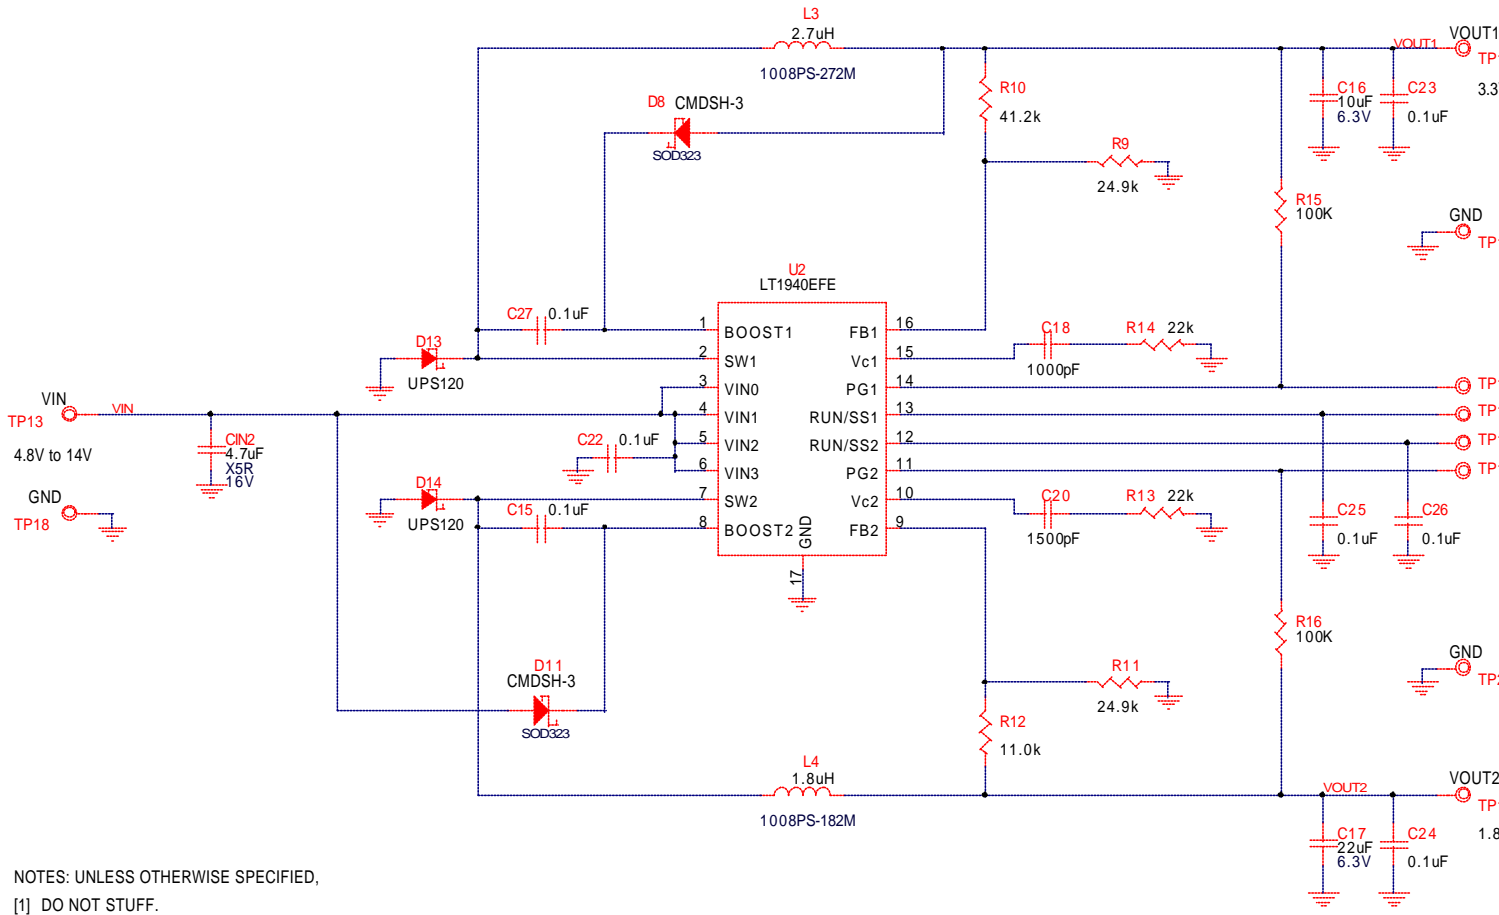 L3
2.7uH
1008PS-272M
VOUT1
VOUT1
TP
3.3
D8 CMDSH-3
SOD323
R10
41.2k
C16
10uF
6.3V
C23
0.1uF
R9
24.9k
R15
100K
GND
TP
U2
LT1940EFE
C27 0.1uF
D13
UPS120
1 BOOST1
2 SW1
3 VIN0
4 VIN1
5 VIN2
6 VIN3
7 SW2
8 BOOST2
GND
17
FB1 16
Vc1 15
PG1 14
RUN/SS1 13
RUN/SS2 12
PG2 11
Vc2 10
FB2 9
C18
1000pF
R14 22k
TP
TP
TP
TP
VIN
TP13
VIN
4.8V to 14V
CIN2
4.7uF
X5R
16V
C22 0.1uF
GND
TP18
D14
UPS120
C15 0.1uF
C20
1500pF
R13 22k
C25
0.1uF
C26
0.1uF
D11
CMDSH-3
SOD323
R11
24.9k
R12
11.0k
R16
100K
GND
TP
L4
1.8uH
1008PS-182M
VOUT2
VOUT2
TP
1.8
C17
22uF
6.3V
C24
0.1uF
NOTES: UNLESS OTHERWISE SPECIFIED,
[1] DO NOT STUFF.